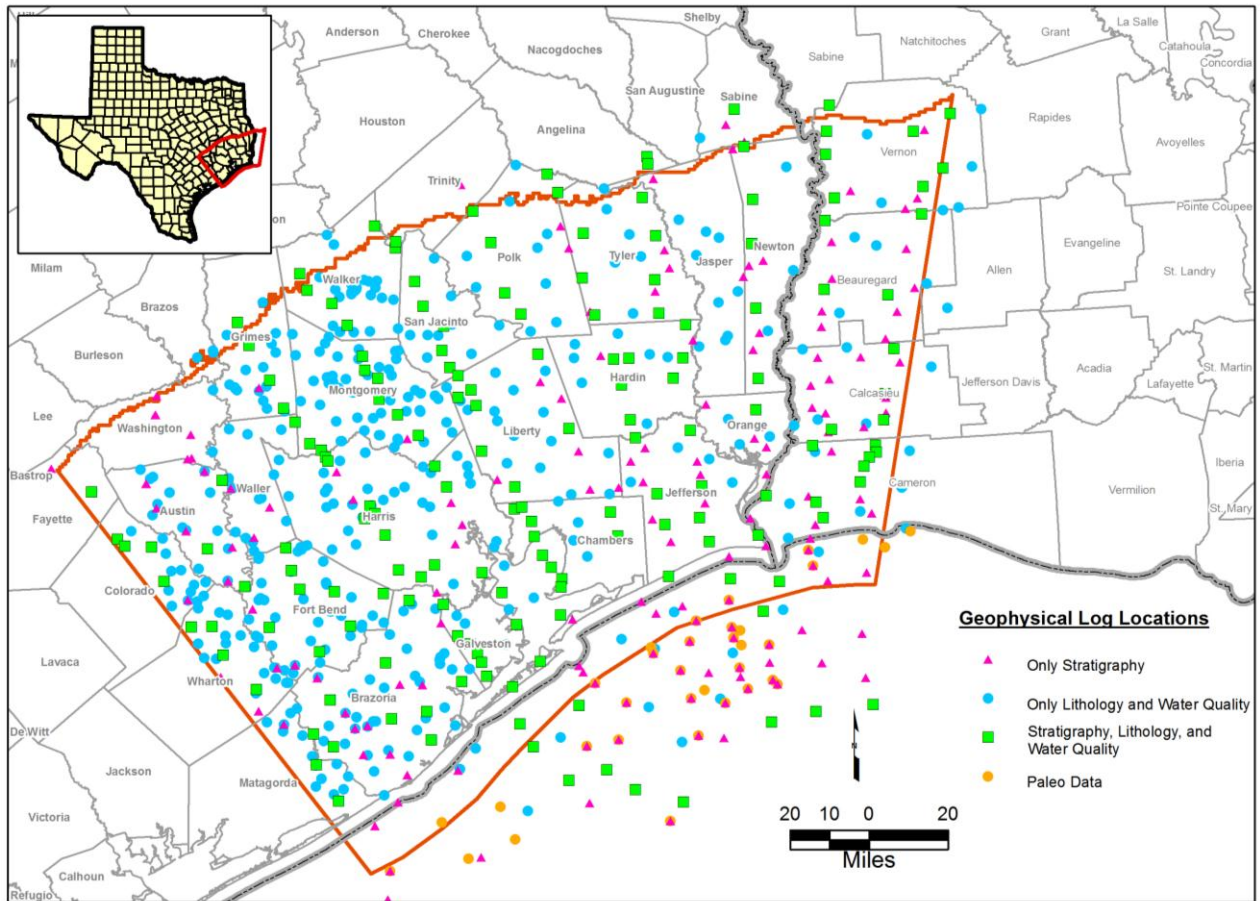 Shelby
Anderson
Cherokee
Nacogdoches
Sabine
Natchitoches
Grant
La Salle
Catahoula
Concordia
San Augustine
Sabine
Houston
Angelina
Rapides
Avoyelles
Vernon
Trinity
Pointe Coupee
Polk
Tyler
Jasper
Newton
Evangeline
Allen
St. Landry
Milam
Walker
Beauregard
Brazos
San Jacinto
Grimes
Burleson
Hardin
Jefferson Davis
Acadia
Lafayette
St. Martin
Montgomery
Calcasieu
Lee
Washington
Liberty
Orange
Iberia
Bastrop
Waller
Jefferson
Cameron
Vermilion
Fayette
Austin
Harris
St. Mary
Chambers
Colorado
Fort Bend
Galveston
Lavaca
Wharton
Brazoria
De Witt
Jackson
Matagorda
Victoria
Calhoun
Refugio
Geophysical Log Locations
Only Stratigraphy
Only Lithology and Water Quality
Stratigraphy, Lithology, and
Water Quality
Paleo Data
20 10 0 20
Miles